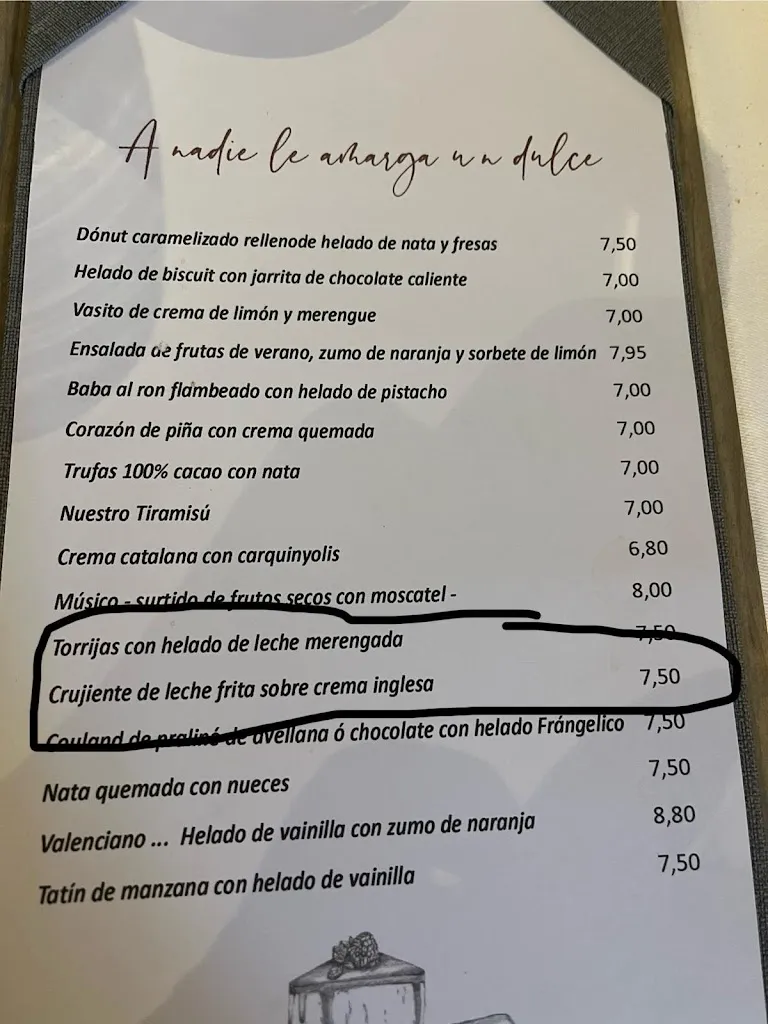 A nadie le amarga un dulce
Dónut caramelizado rellenode helado de nata y fresas 7,50
Helado de biscuit con jarrita de chocolate caliente 7,00
Vasito de crema de limón y merengue 7,00
Ensalada de frutas de verano, zumo de naranja y sorbete de limón 7,95
Baba al ron flambeado con helado de pistacho 7,00
Corazón de piña con crema quemada 7,00
Trufas 100% cacao con nata 7,00
Nuestro Tiramisú 7,00
Crema catalana con carquinyolis 6,80
Músico - surtido de frutos secos con moscatel - 8,00
Torrijas con helado de leche merengada 7,50
Crujiente de leche frita sobre crema inglesa 7,50
Couland de praliné de avellana ó chocolate con helado Frángelico 7,50
Nata quemada con nueces 7,50
Valenciano ... Helado de vainilla con zumo de naranja 8,80
Tatín de manzana con helado de vainilla 7,50